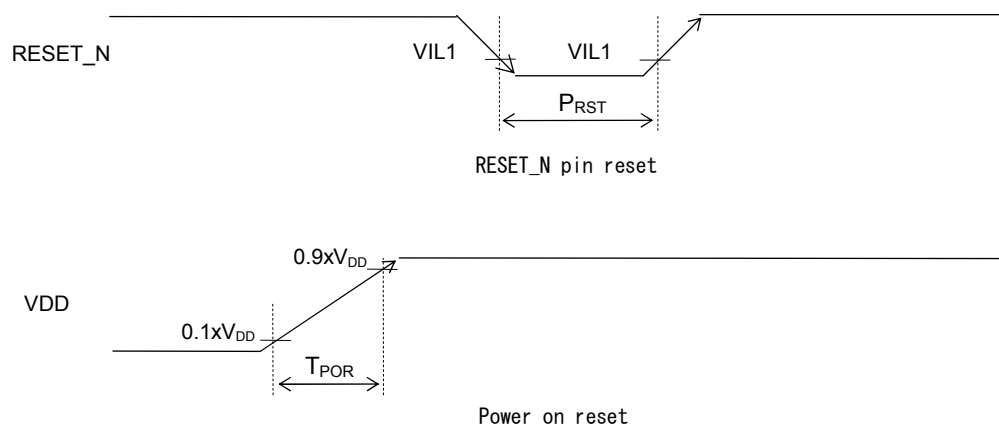 RESET_N
VIL1
VIL1
PRST
RESET_N pin reset
0.9xVDD
VDD
0.1xVDD
TPOR
Power on reset